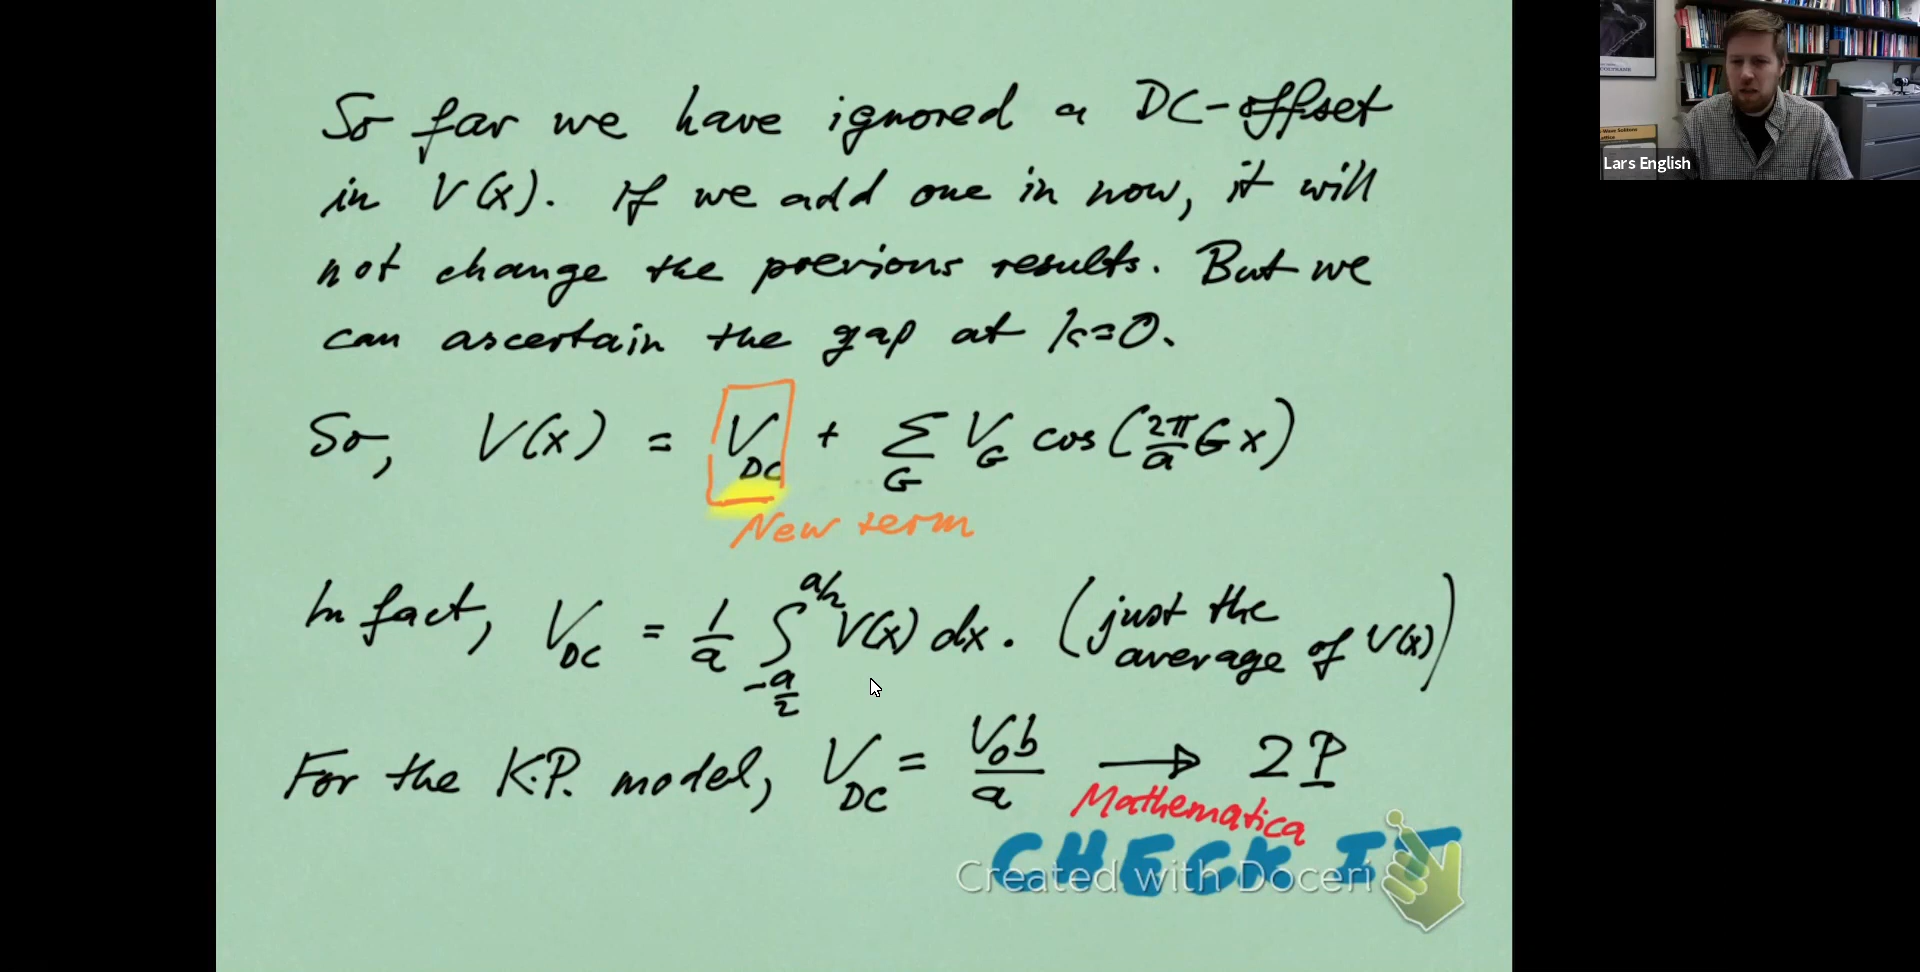 So far we have ignored a DC-offset
in V(x). If we add one in now, it will
not change the previous results. But we
can ascertain the gap at k=0.
So, V(x) = V_DC + Σ_G V_G cos(2π/a G x)
New term
In fact, V_DC = 1/a ∫_{-a/2}^{a/2} V(x) dx. (just the average of V(x))
For the K.P. model, V_DC = V₀b/a → 2P
Mathematica
CHECK IT
Created with Doceri
Lars English